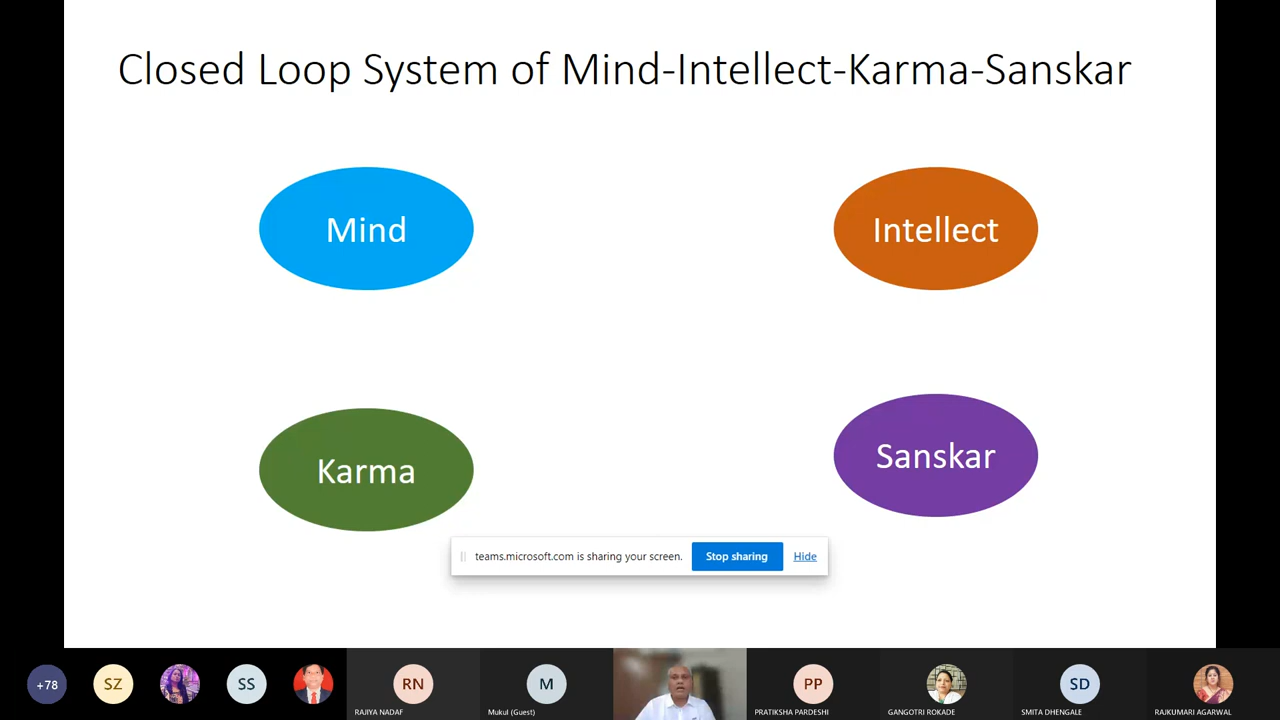 Closed Loop System of Mind-Intellect-Karma-Sanskar
Mind
Intellect
Karma
Sanskar
teams.microsoft.com is sharing your screen.
Stop sharing
Hide
+78
SZ
SS
RN
RAJIYA NADAF
M
Mukul (Guest)
PP
PRATIKSHA PARDESHI
GANGOTRI ROKADE
SD
SMITA DHENGALE
RAJKUMARI AGARWAL